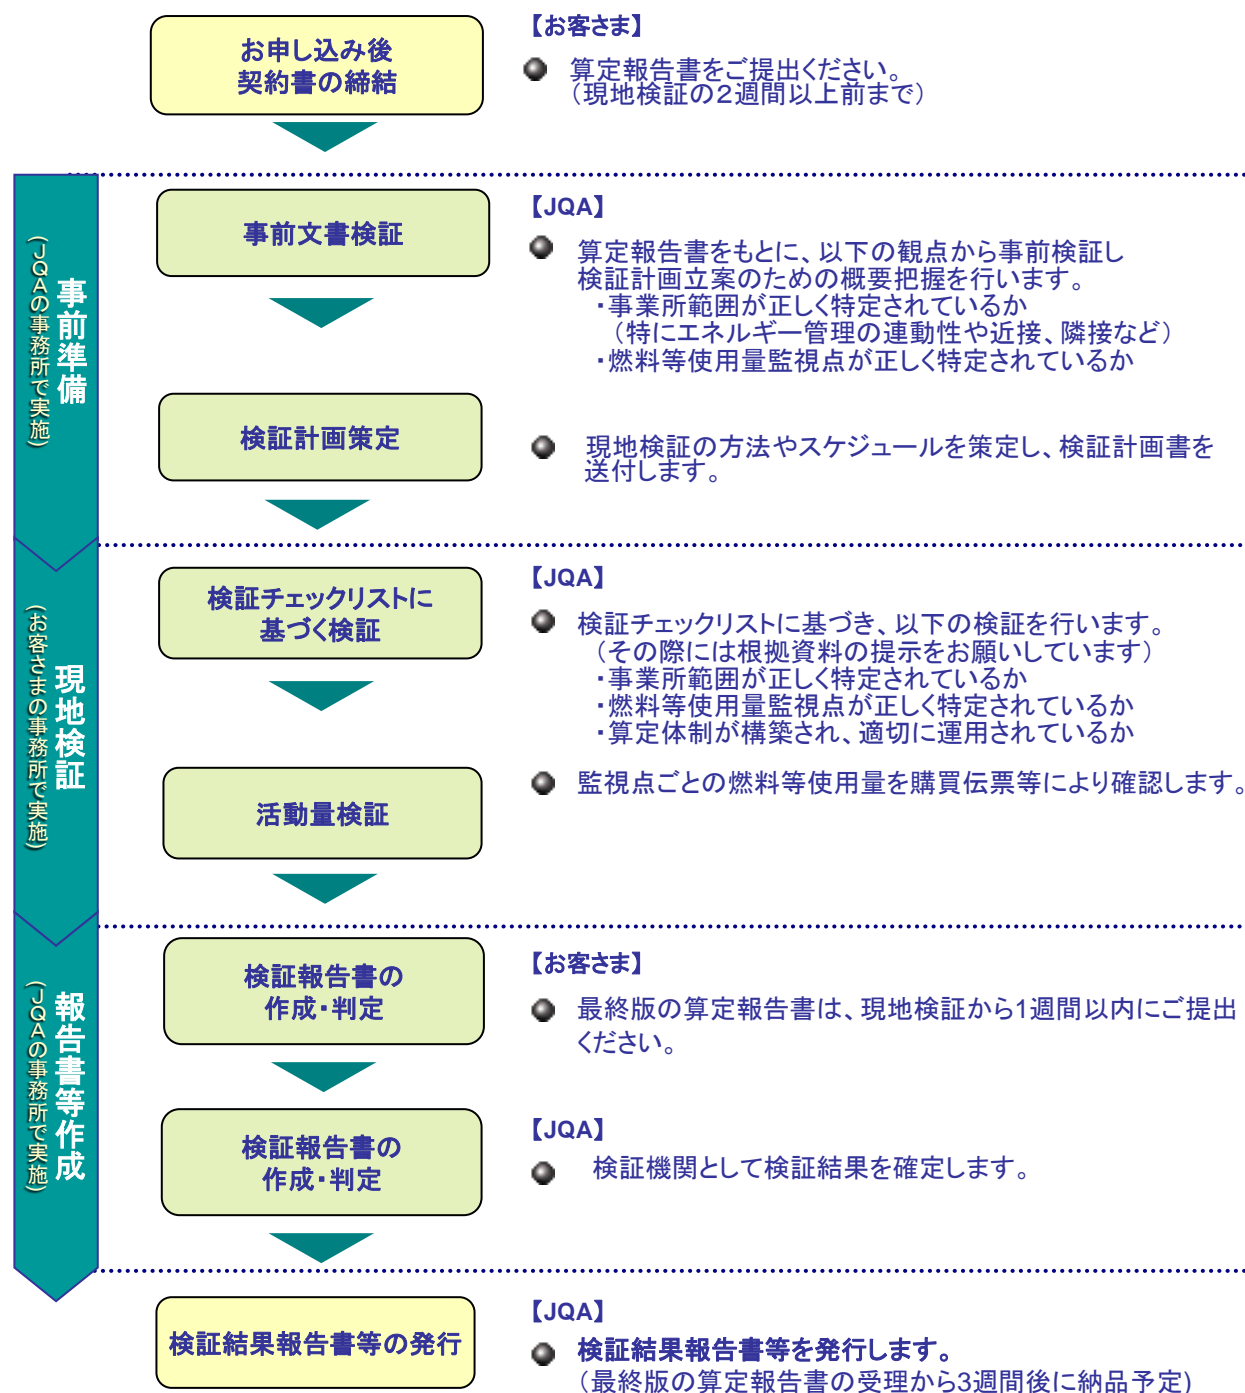 お申し込み後
契約書の締結
【お客さま】
算定報告書をご提出ください。
（現地検証の2週間以上前まで）
事前準備
(JQAの事務所で実施)
事前文書検証
【JQA】
算定報告書をもとに、以下の観点から事前検証し
検証計画立案のための概要把握を行います。
・事業所範囲が正しく特定されているか
（特にエネルギー管理の連動性や近接、隣接など）
・燃料等使用量監視点が正しく特定されているか
検証計画策定
現地検証の方法やスケジュールを策定し、検証計画書を
送付します。
現地検証
(お客さまの事務所で実施)
検証チェックリストに
基づく検証
【JQA】
検証チェックリストに基づき、以下の検証を行います。
（その際には根拠資料の提示をお願いしています）
・事業所範囲が正しく特定されているか
・燃料等使用量監視点が正しく特定されているか
・算定体制が構築され、適切に運用されているか
活動量検証
監視点ごとの燃料等使用量を購買伝票等により確認します。
報告書等作成
(JQAの事務所で実施)
検証報告書の
作成・判定
【お客さま】
最終版の算定報告書は、現地検証から1週間以内にご提出
ください。
検証報告書の
作成・判定
【JQA】
検証機関として検証結果を確定します。
検証結果報告書等の発行
【JQA】
検証結果報告書等を発行します。
（最終版の算定報告書の受理から3週間後に納品予定)